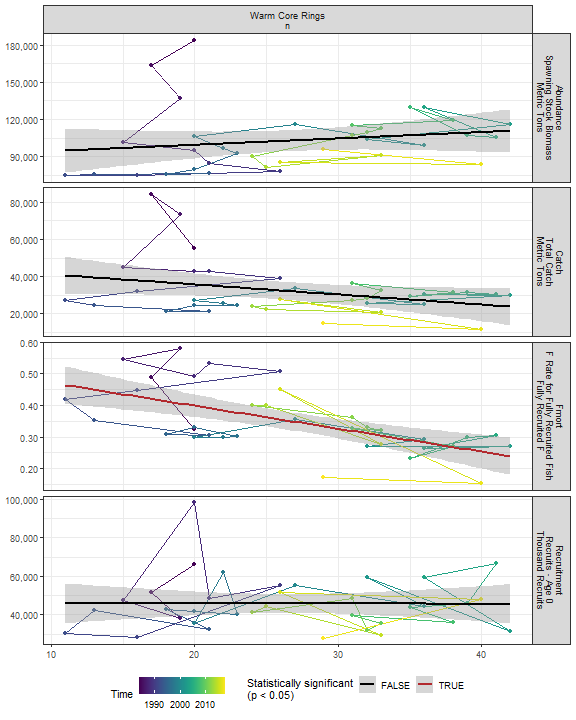 Warm Core Rings
n
180,000
150,000
120,000
90,000
Abundance
Spawning Stock Biomass
Metric Tons
80,000
60,000
40,000
20,000
Catch
Total Catch
Metric Tons
0.60
0.50
0.40
0.30
0.20
Fmort
F Rate for Fully Recruited Fish
Fully Recruited F
100,000
80,000
60,000
40,000
Recruitment
Recruits - Age 0
Thousand Recruits
10
20
30
40
Time
1990 2000 2010
Statistically significant
(p < 0.05)
FALSE
TRUE